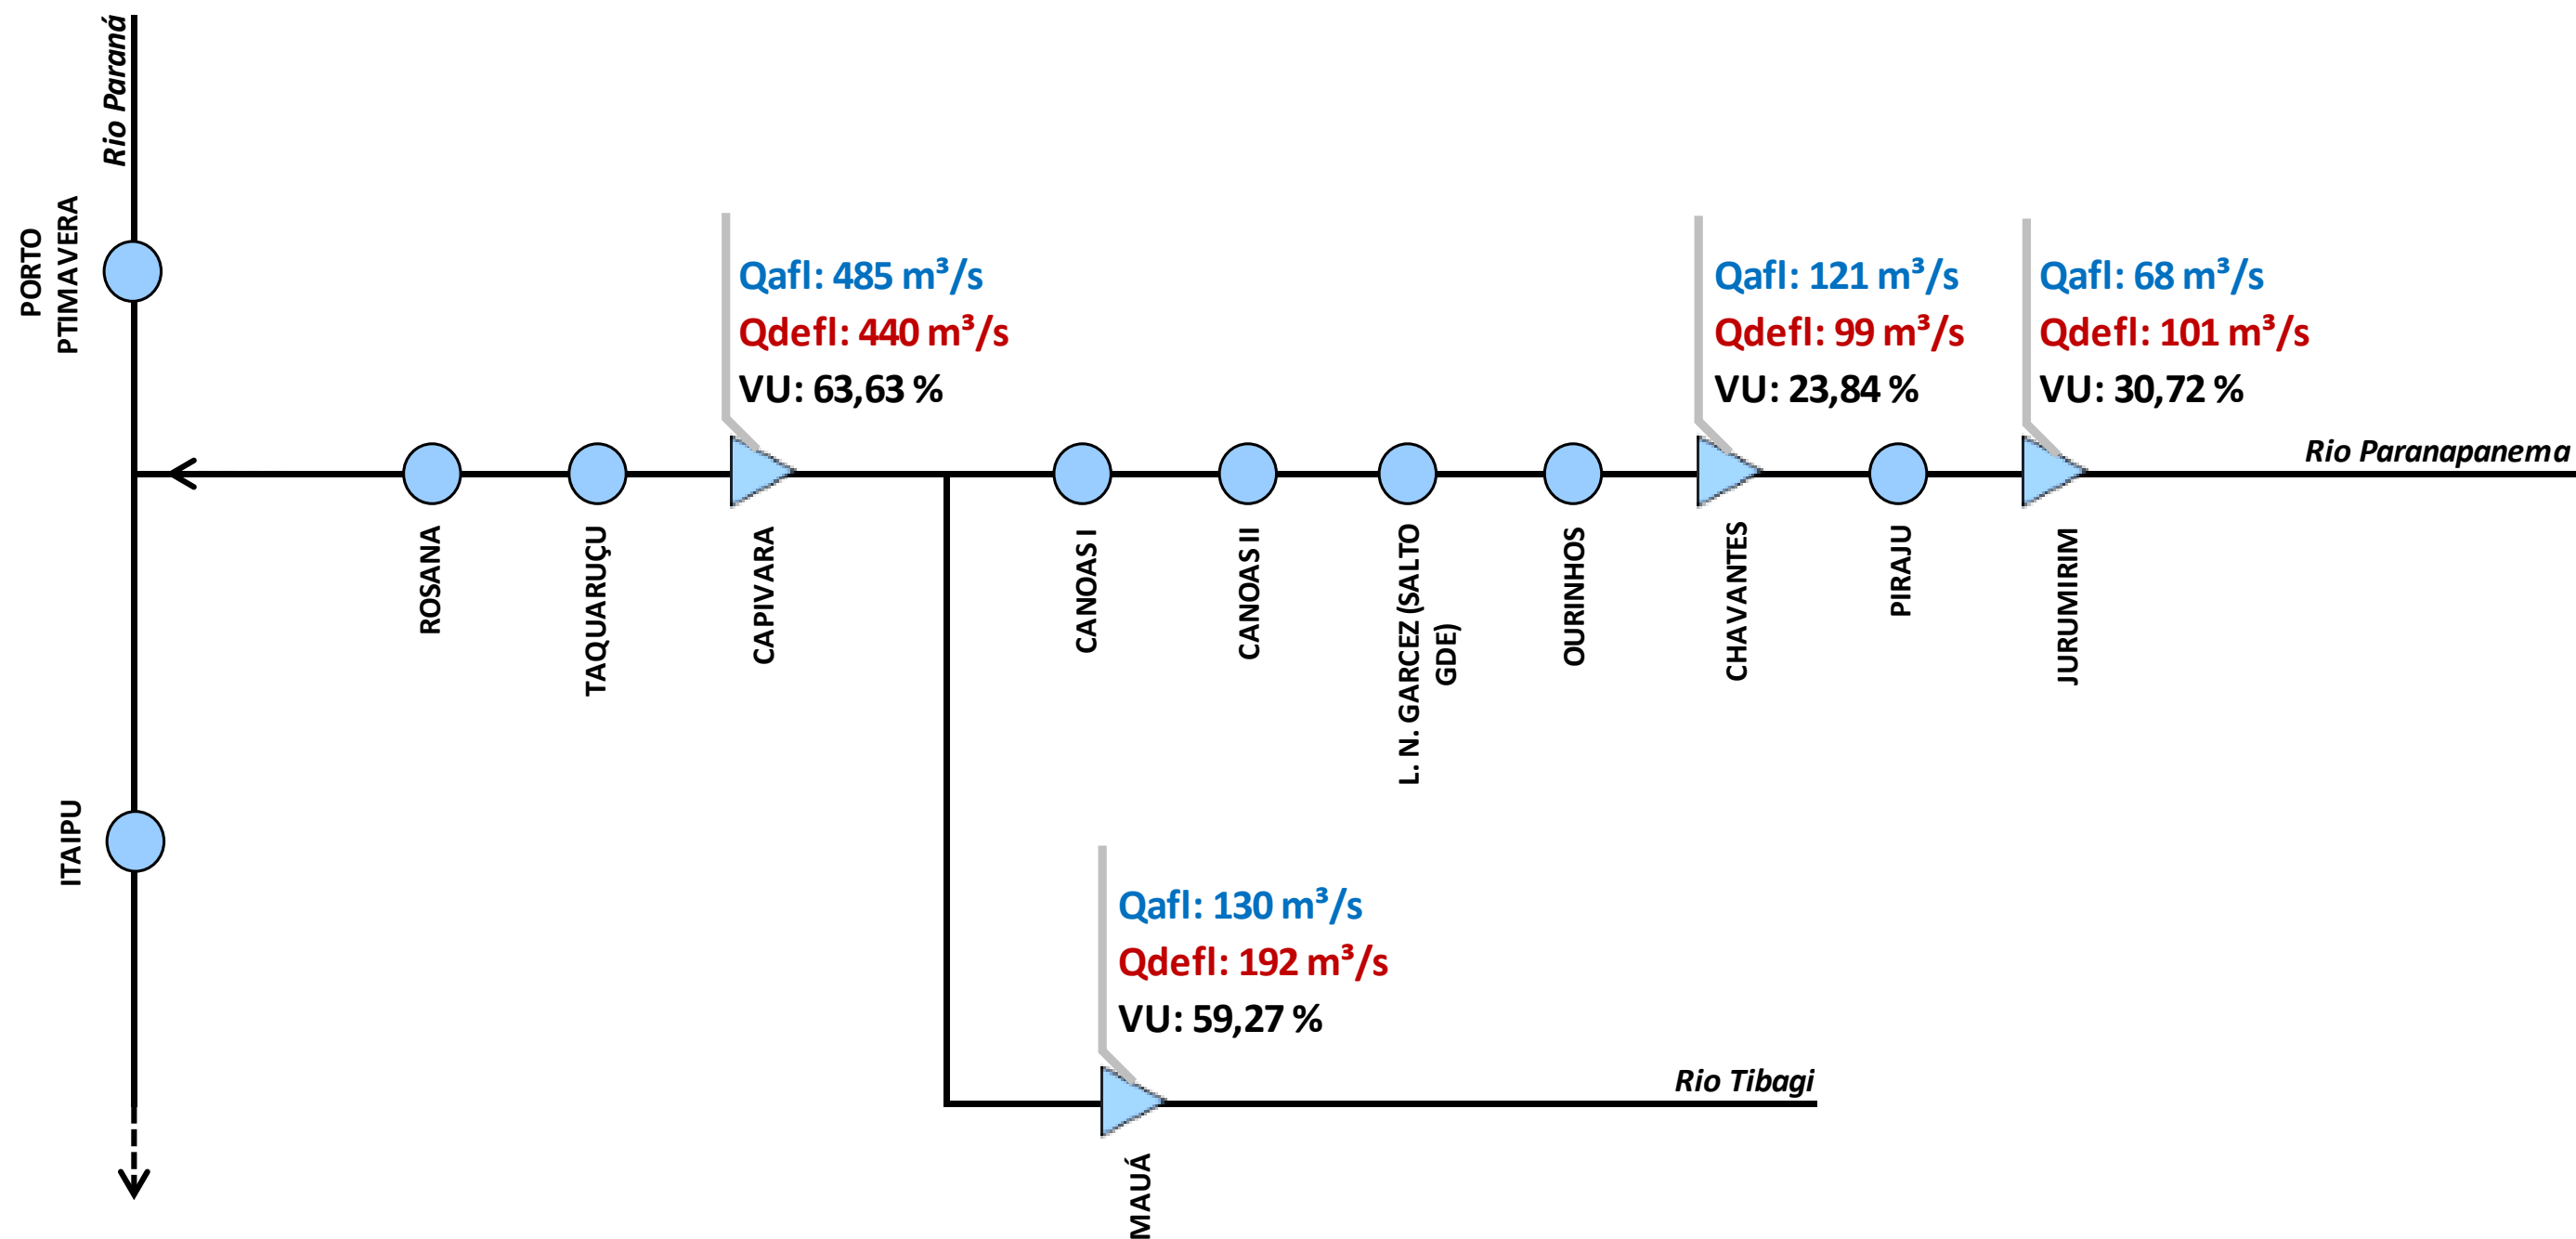 Rio Paraná
PORTO
PTIMAVERA
Qafl: 485 m³/s
Qdefl: 440 m³/s
VU: 63,63 %
Qafl: 121 m³/s
Qdefl: 99 m³/s
VU: 23,84 %
Qafl: 68 m³/s
Qdefl: 101 m³/s
VU: 30,72 %
Rio Paranapanema
ROSANA
TAQUARUÇU
CAPIVARA
CANOAS I
CANOAS II
L. N. GARCEZ (SALTO
GDE)
OURINHOS
CHAVANTES
PIRAJU
JURUMIRIM
ITAIPU
Qafl: 130 m³/s
Qdefl: 192 m³/s
VU: 59,27 %
Rio Tibagi
MAUÁ